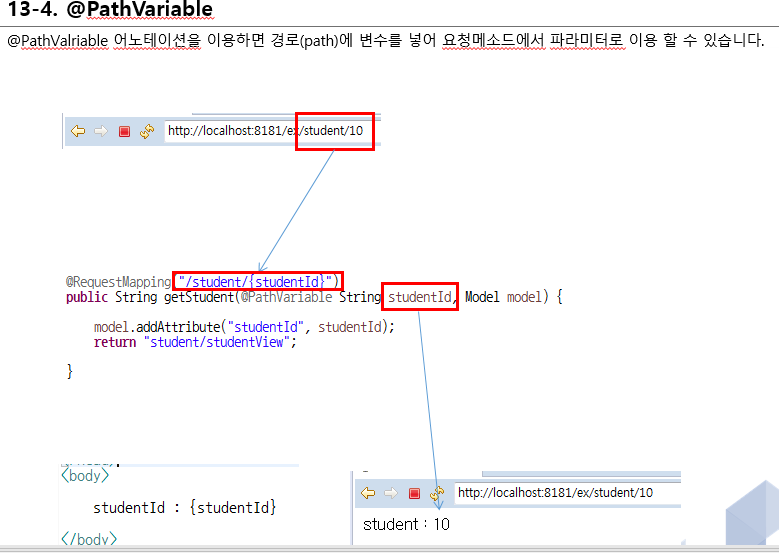 13-4. @PathVariable
@PathValriable 어노테이션을 이용하면 경로(path)에 변수를 넣어 요청메소드에서 파라미터로 이용 할 수 있습니다.
http://localhost:8181/ex/student/10
@RequestMapping("/student/{studentId}")
public String getStudent(@PathVariable String studentId, Model model) {
model.addAttribute("studentId", studentId);
return "student/studentView";
}
<body>
studentId : {studentId}
</body>
http://localhost:8181/ex/student/10
student : 10